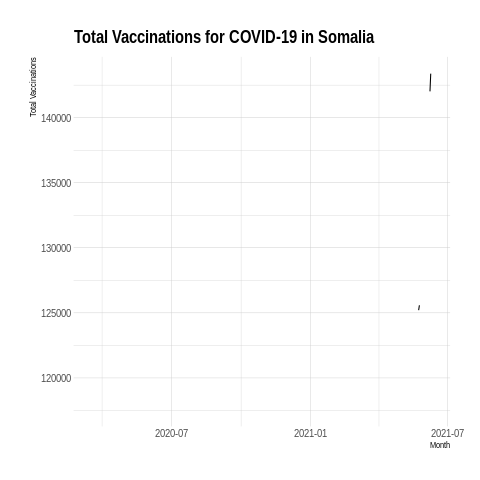 Total Vaccinations for COVID-19 in Somalia
Total Vaccinations
140000
135000
130000
125000
120000
2020-07 2021-01 2021-07
Month